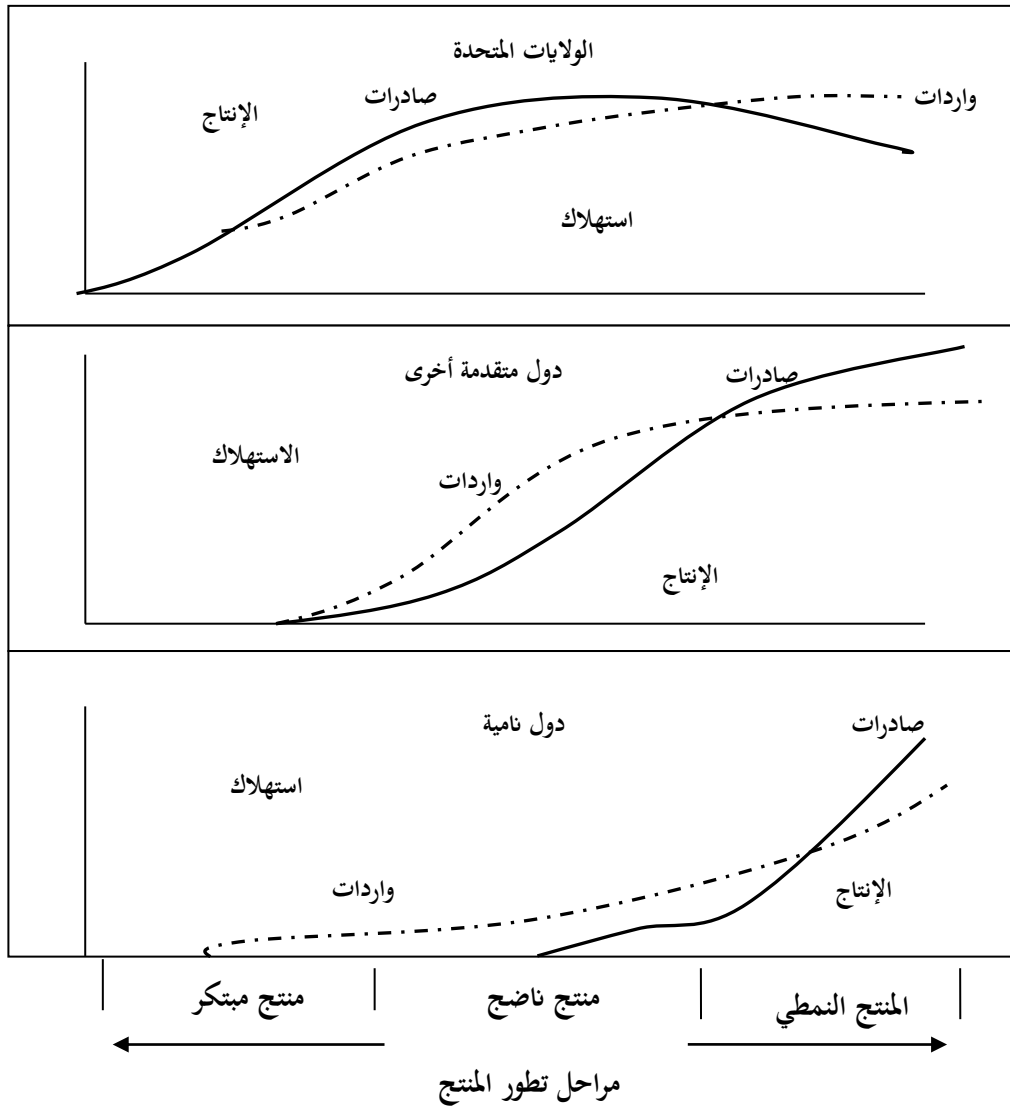 الولايات المتحدة
الإنتاج
صادرات
واردات
استهلاك
دول متقدمة أخرى
صادرات
الاستهلاك
واردات
الإنتاج
دول نامية
صادرات
استهلاك
واردات
الإنتاج
منتج مبتكر
منتج ناضج
المنتج النمطي
مراحل تطور المنتج